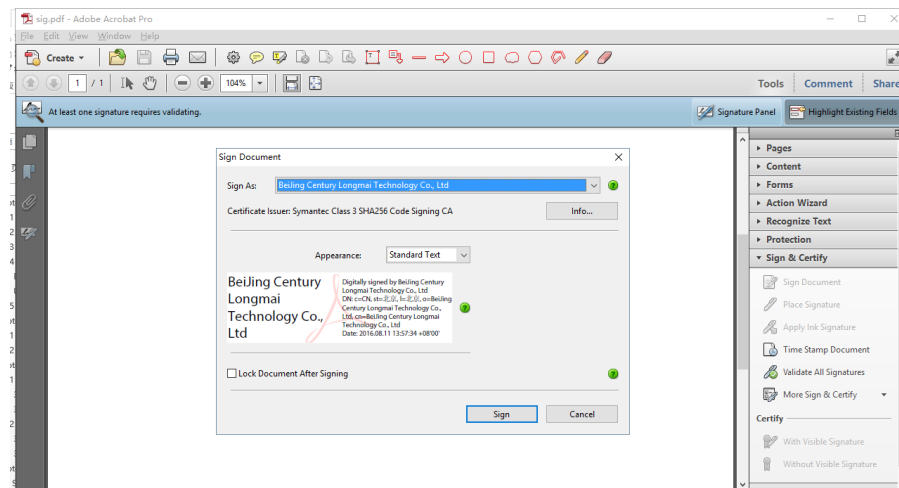 sig.pdf - Adobe Acrobat Pro
File Edit View Window Help
Create
1 / 1 104% Tools Comment Share
At least one signature requires validating. Signature Panel Highlight Existing Fields
Sign Document
Sign As: BeiJing Century Longmai Technology Co., Ltd
Certificate Issuer: Symantec Class 3 SHA256 Code Signing CA Info...
Appearance: Standard Text
BeiJing Century
Longmai
Technology Co.,
Ltd
Digitally signed by BeiJing Century
Longmai Technology Co., Ltd
DN: c=CN, st=北京, l=北京, o=BeiJing
Century Longmai Technology Co.,
Ltd, cn=BeiJing Century Longmai
Technology Co., Ltd
Date: 2016.08.11 13:57:34 +08'00'
Lock Document After Signing
Sign Cancel
Pages
Content
Forms
Action Wizard
Recognize Text
Protection
Sign & Certify
Sign Document
Place Signature
Apply Ink Signature
Time Stamp Document
Validate All Signatures
More Sign & Certify
Certify
With Visible Signature
Without Visible Signature